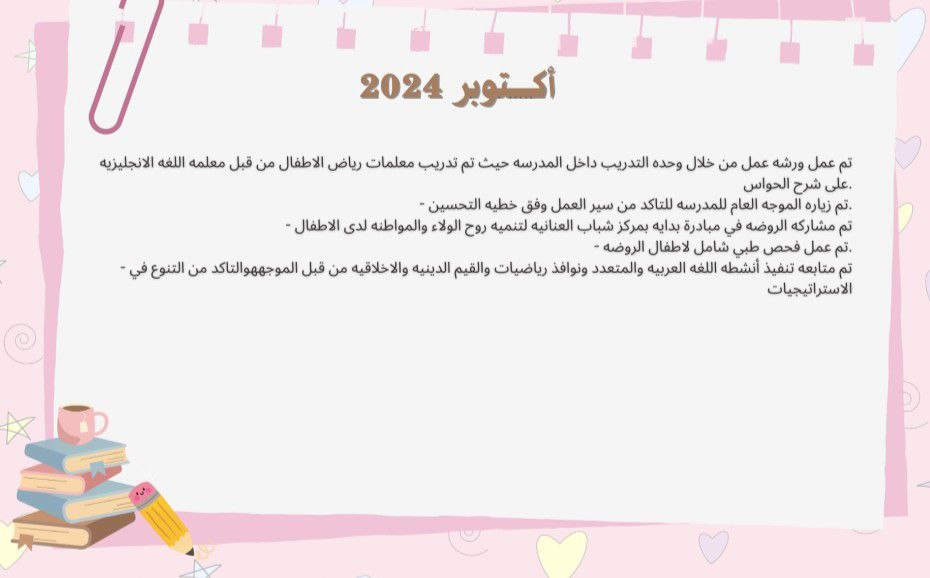 أكـــتوبر 2024
تم عمل ورشه عمل من خلال وحده التدريب داخل المدرسه حيث تم تدريب معلمات رياض الاطفال من قبل معلمه اللغه الانجليزيه
.على شرح الحواس
.تم زياره الموجه العام للمدرسه للتاكد من سير العمل وفق خطيه التحسين -
تم مشاركه الروضه في مبادرة بدايه بمركز شباب العنانيه لتنميه روح الولاء والمواطنه لدى الاطفال -
.تم عمل فحص طبي شامل لاطفال الروضه -
تم متابعه تنفيذ أنشطه اللغه العربيه والمتعدد ونوافذ رياضيات والقيم الدينيه والاخلاقيه من قبل الموجههوالتاكد من التنوع في -
الاستراتيجيات